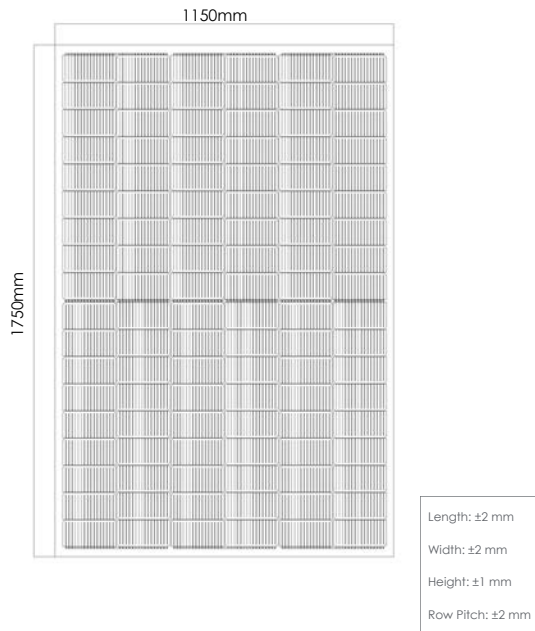 1150mm
1750mm
Length: ±2 mm
Width: ±2 mm
Height: ±1 mm
Row Pitch: ±2 mm